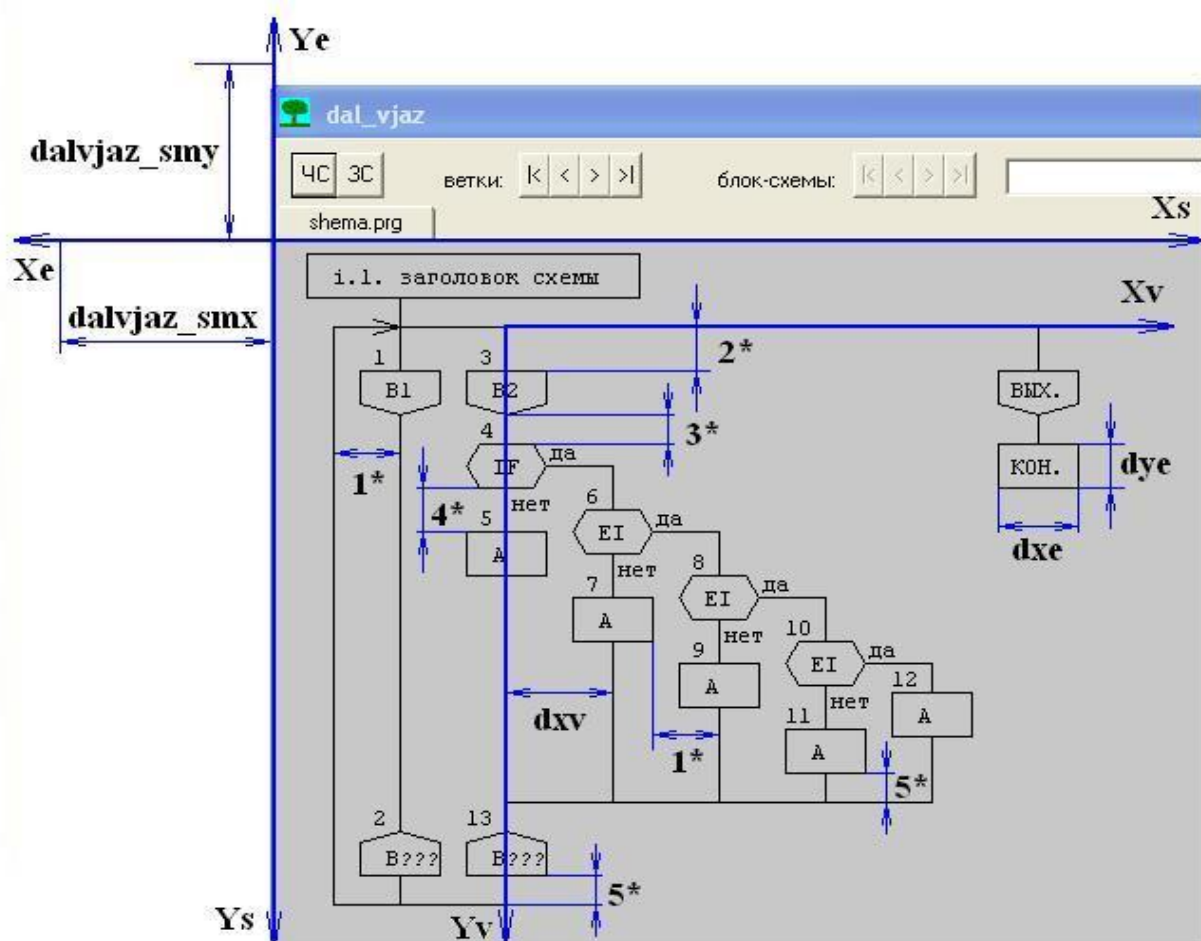 Ye
dalvjaz_smy
dal_vjaz
ЧС ЗС ветки: |< < > >| блок-схемы: |< < > >|
shema.prg
Xs
Xe
dalvjaz_smx
i.l. заголовок схемы
Xv
1 3 2*
В1 В2 ВЫХ.
4 3*
IF да КОН. dye
1* нет 6
4* 5 EI да dxe
A нет 8
7 EI да
A нет 10
9 EI да
A нет 12
dxv 11 A
1* A
5*
2 13
В??? В???
5*
Ys Yv